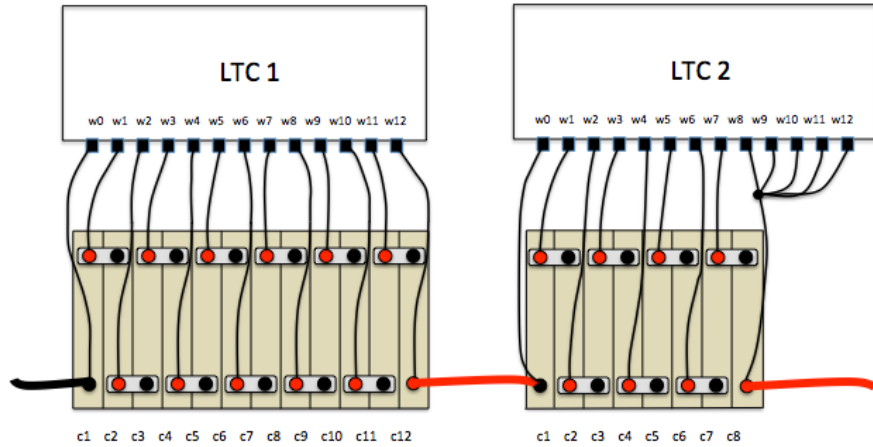 LTC 1
w0 w1 w2 w3 w4 w5 w6 w7 w8 w9 w10 w11 w12
c1 c2 c3 c4 c5 c6 c7 c8 c9 c10 c11 c12
LTC 2
w0 w1 w2 w3 w4 w5 w6 w7 w8 w9 w10 w11 w12
c1 c2 c3 c4 c5 c6 c7 c8